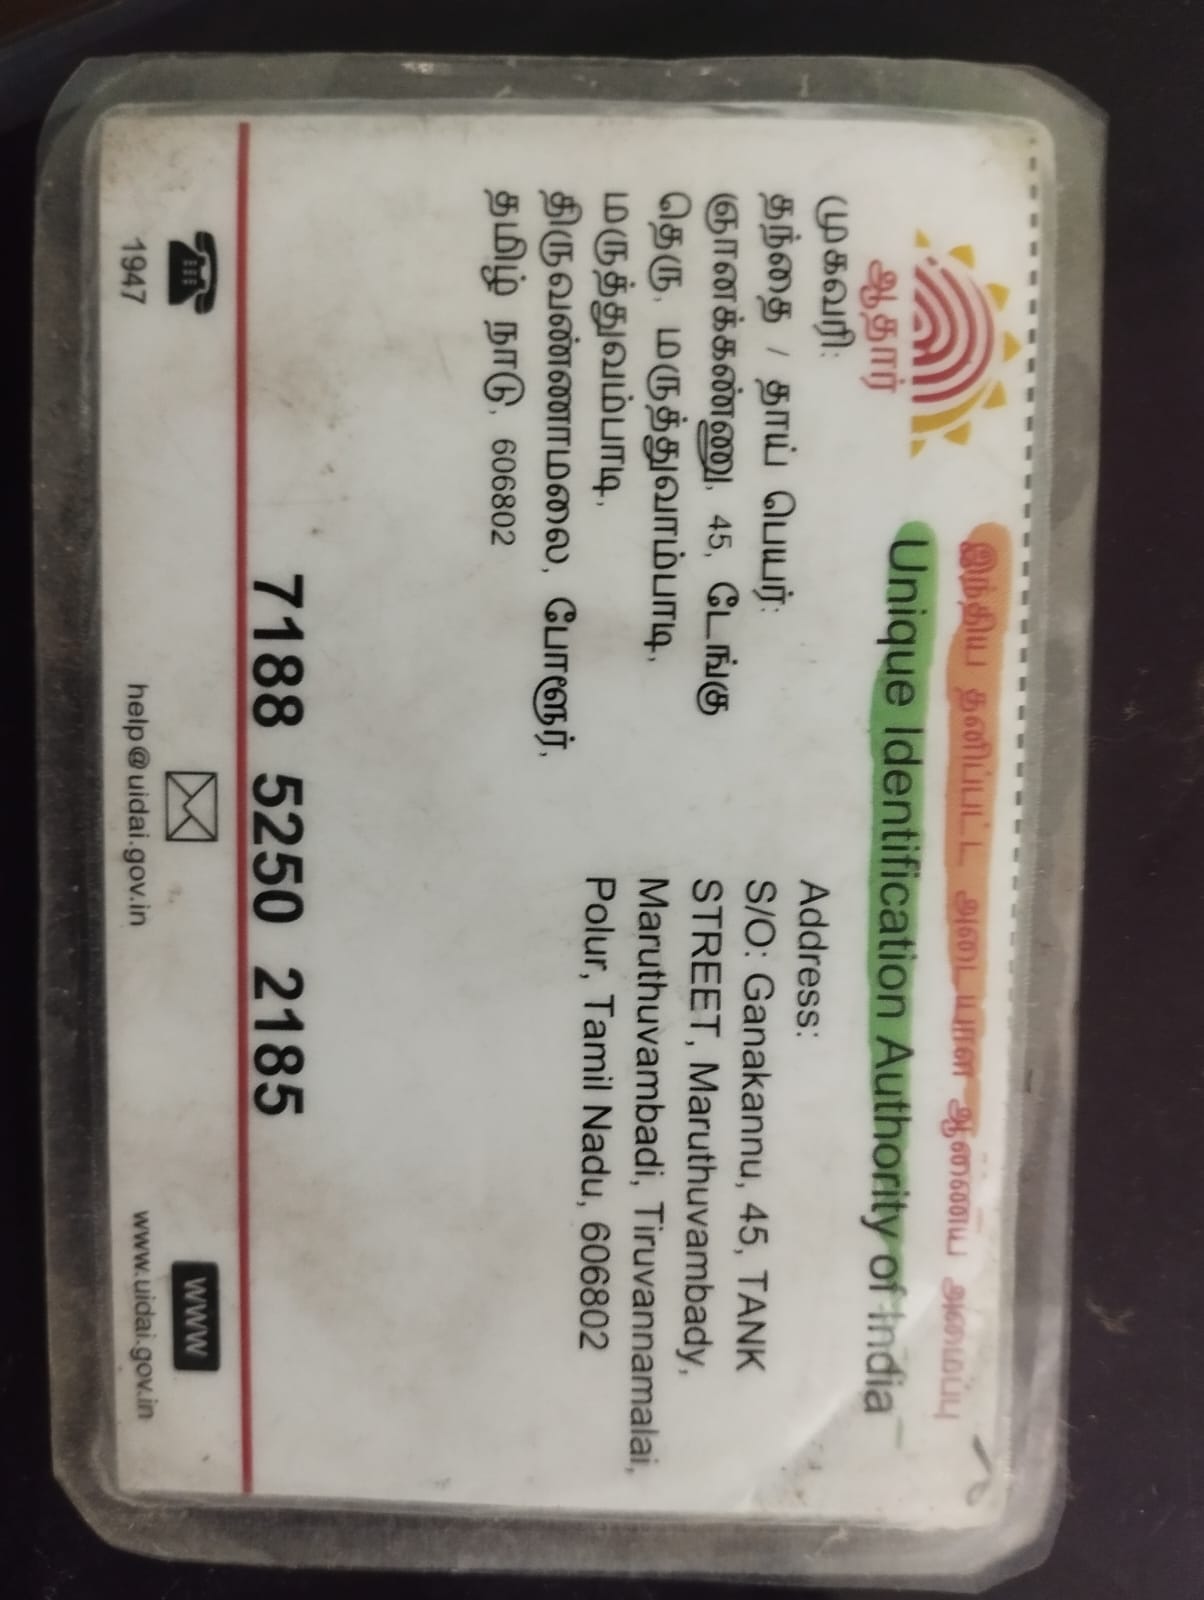 இந்திய தனிப்பட்ட அடையாள ஆணைய அமைப்பு
Unique Identification Authority of India
ஆதார்
முகவரி:
தந்தை / தாய் பெயர்:
ஞானக்கண்ணு, 45, டேங்கு
தெரு, மருத்துவாம்பாடி,
மருத்துவம்பாடி,
திருவண்ணாமலை, போளூர்,
தமிழ் நாடு, 606802
Address:
S/O: Ganakannu, 45, TANK
STREET, Maruthuvambady,
Maruthuvambadi, Tiruvannamalai,
Polur, Tamil Nadu, 606802
7188 5250 2185
1947
help@uidai.gov.in
WWW
www.uidai.gov.in